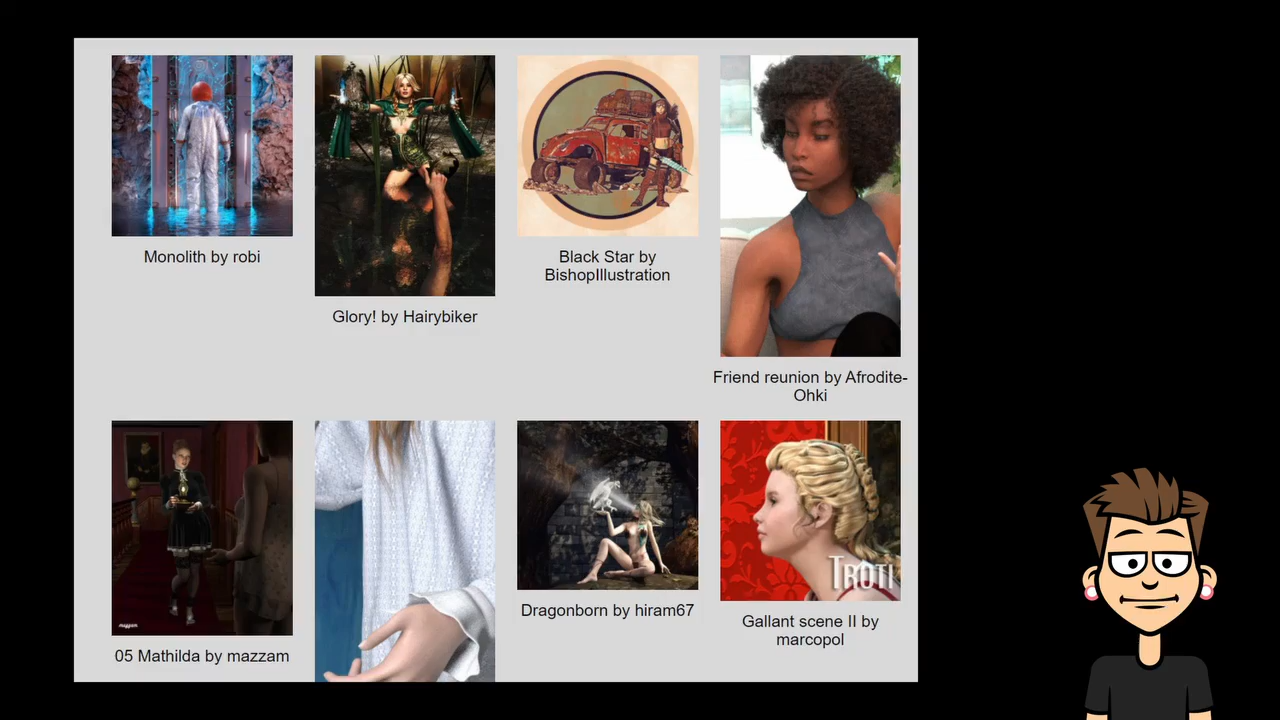 Monolith by robi
Glory! by Hairybiker
Black Star by
BishopIllustration
Friend reunion by Afrodite-
Ohki
mazzam
05 Mathilda by mazzam
Dragonborn by hiram67
TROTI
Gallant scene II by
marcopol